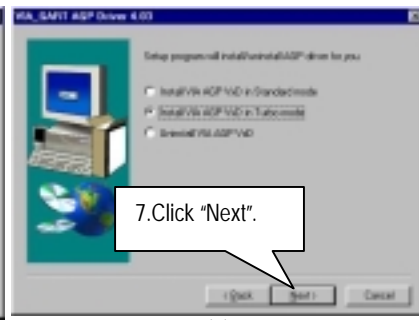 VIA_GART AGP Driver 4.03
Setup program will install/uninstall AGP driver for you.
Install VIA AGP VxD in Standard mode
Install VIA AGP VxD in Turbo mode
Uninstall VIA AGP VxD
7.Click “Next”.
< Back
Next >
Cancel